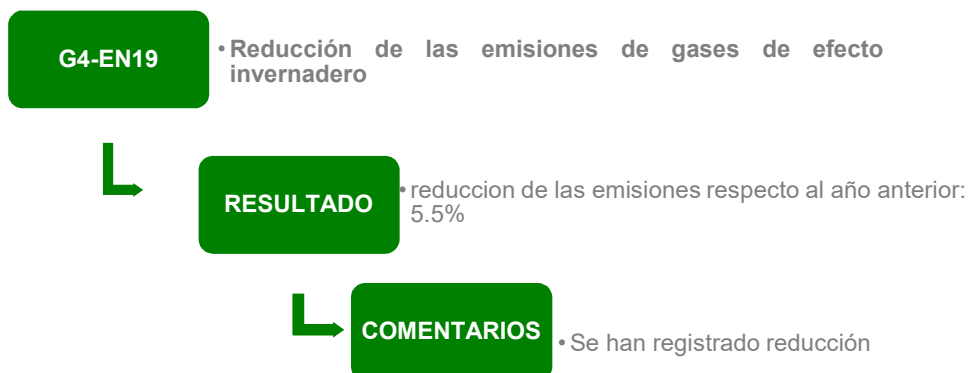 G4-EN19
• Reducción de las emisiones de gases de efecto
invernadero
RESULTADO
• reduccion de las emisiones respecto al año anterior:
5.5%
COMENTARIOS
• Se han registrado reducción